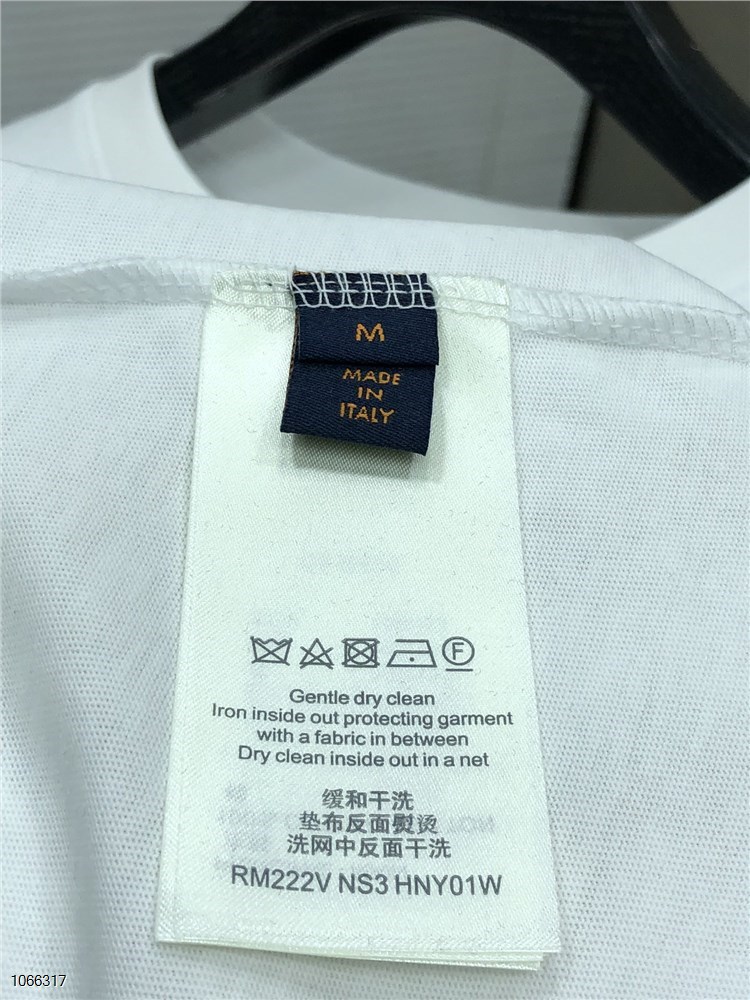 M
MADE
IN
ITALY
F
Gentle dry clean
Iron inside out protecting garment
with a fabric in between
Dry clean inside out in a net
缓和干洗
垫布反面熨烫
洗网中反面干洗
RM222V NS3 HNY01W
1066317